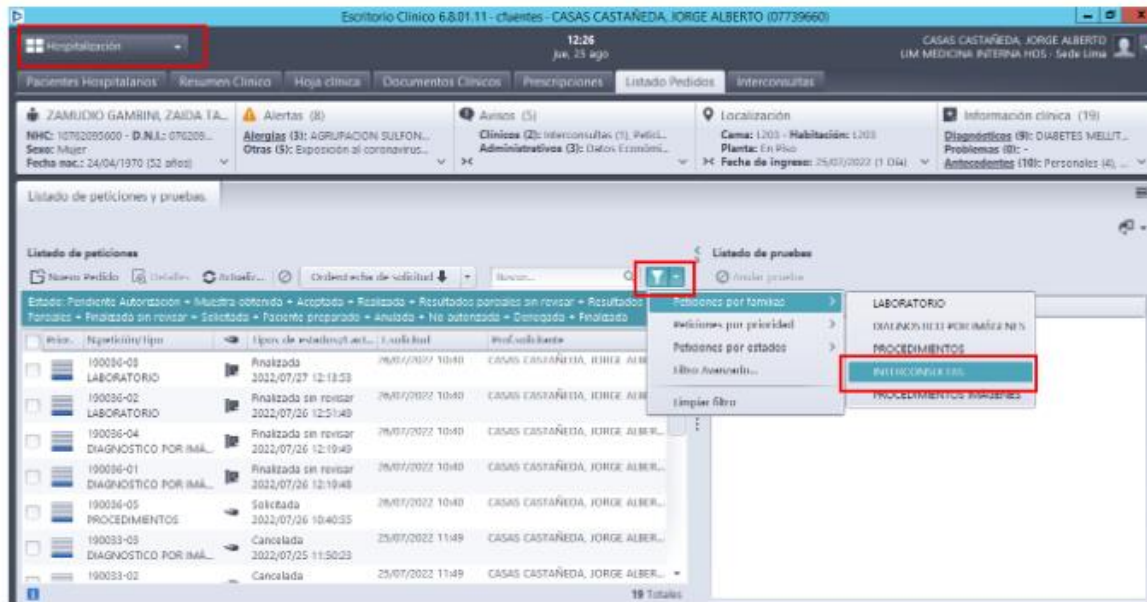 Escritorio Clínico 6.8.01.11 - cfuentes - CASAS CASTAÑEDA, JORGE ALBERTO (07739660)
Hospitalización
12:26
jue, 25 ago
CASAS CASTAÑEDA, JORGE ALBERTO
UM MEDICINA INTERNA HOS - Sede Lima
Pacientes Hospitalarios Resumen Clínico Hoja clínica Documentos Clínicos Prescripciones Listado Pedidos Interconsultas
ZAMUDIO GAMBINI, ZAIDA TA...
NHC: 10762095600 - D.N.I.: 076209...
Sexo: Mujer
Fecha nac.: 24/04/1970 (52 años)
Alertas (8)
Alergias (3): AGRUPACION SULFON...
Otras (5): Exposición al coronavirus...
Avisos (5)
Clínicos (2): Interconsultas (1), Petici...
Administrativos (3): Datos Económi...
Localización
Cama: 1203 - Habitación: 1203
Planta: En Piso
Fecha de ingreso: 25/07/2022 (1 Día)
Información clínica (19)
Diagnósticos (9): DIABETES MELLIT...
Problemas (0): -
Antecedentes (10): Personales (4), ...
Listado de peticiones y pruebas
Listado de peticiones
Nuevo Pedido Detalles Actualiz... Orden: Fecha de solicitud Buscar...
Estado: Pendiente Autorización + Muestra obtenida + Aceptada + Realizada + Resultados parciales sin revisar + Resultados
Parciales + Finalizada sin revisar + Solicitada + Paciente preparado + Anulada + No autorizada + Denegada + Finalizada
Prior. Npetición/tipo Tipos de estados/f.act... F.solicitud Prof.solicitante
190036-03 Finalizada 26/07/2022 10:40 CASAS CASTAÑEDA, JORGE ALBER...
LABORATORIO 2022/07/27 12:13:53
190036-02 Finalizada sin revisar 26/07/2022 10:40 CASAS CASTAÑEDA, JORGE ALBER...
LABORATORIO 2022/07/26 12:51:49
190036-04 Finalizada sin revisar 26/07/2022 10:40 CASAS CASTAÑEDA, JORGE ALBER...
DIAGNOSTICO POR IMÁ... 2022/07/26 12:19:49
190036-01 Finalizada sin revisar 26/07/2022 10:40 CASAS CASTAÑEDA, JORGE ALBER...
DIAGNOSTICO POR IMÁ... 2022/07/26 12:19:48
190036-05 Solicitada 26/07/2022 10:40 CASAS CASTAÑEDA, JORGE ALBER...
PROCEDIMIENTOS 2022/07/26 10:40:55
190033-03 Cancelada 25/07/2022 11:49 CASAS CASTAÑEDA, JORGE ALBER...
DIAGNOSTICO POR IMÁ... 2022/07/25 11:50:23
190033-02 Cancelada 25/07/2022 11:49 CASAS CASTAÑEDA, JORGE ALBER...
19 Totales
Listado de pruebas
Anular prueba
Peticiones por familias
Peticiones por prioridad
Peticiones por estados
Filtro Avanzado...
Limpiar filtro
LABORATORIO
DIAGNOSTICO POR IMÁGENES
PROCEDIMIENTOS
INTERCONSULTAS
PROCEDIMIENTOS IMAGENES